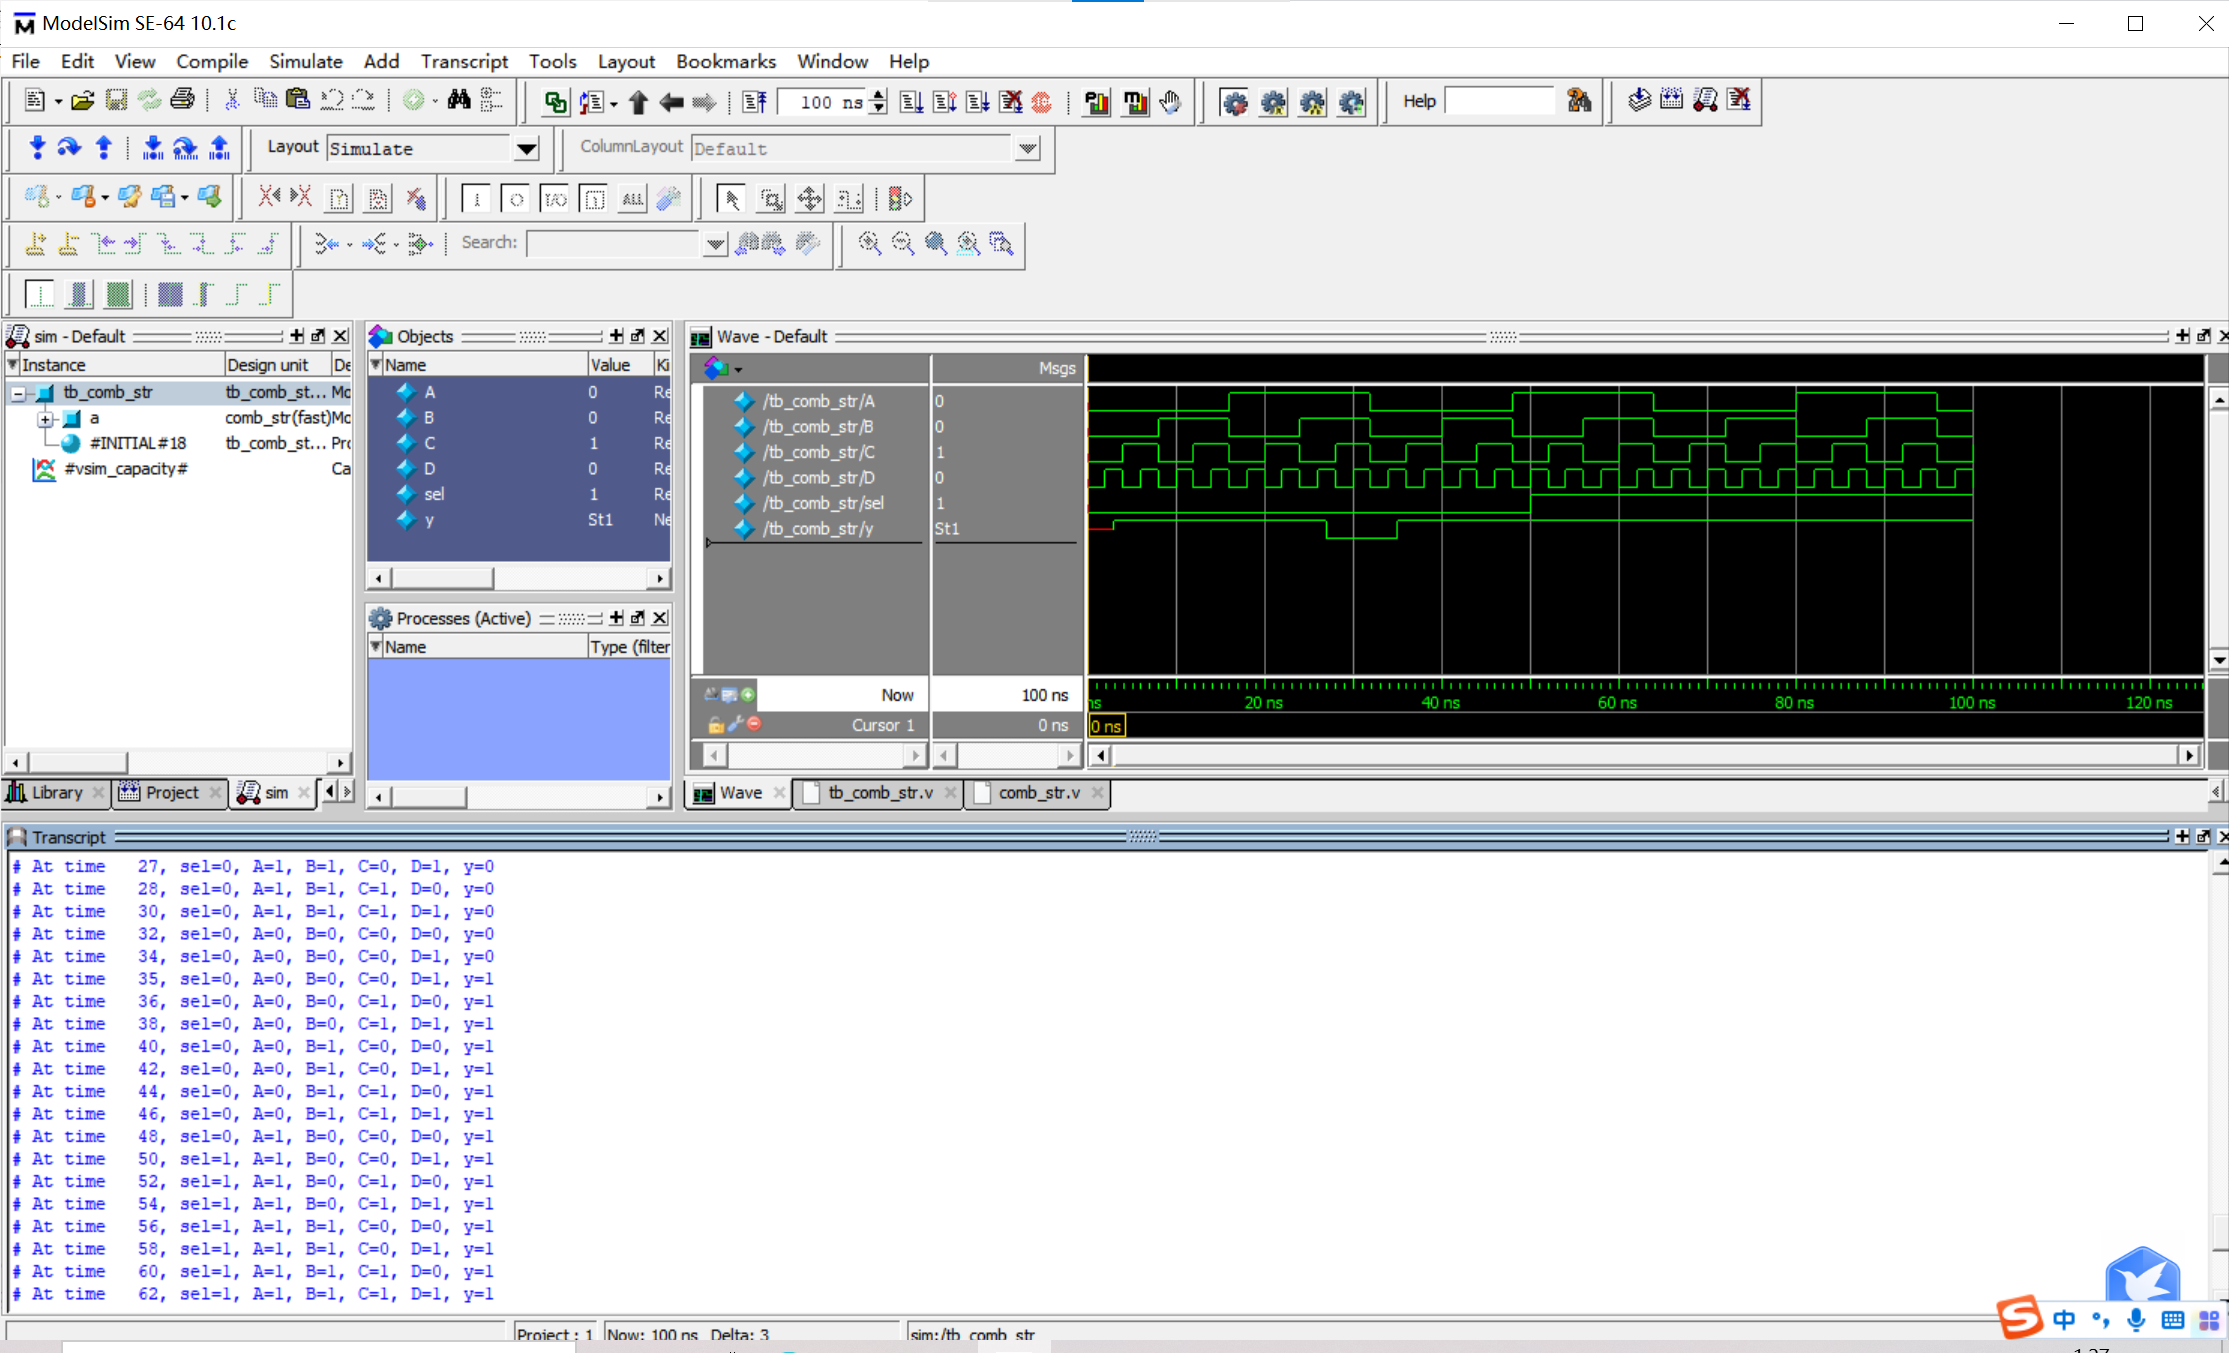 ModelSim SE-64 10.1c
File Edit View Compile Simulate Add Transcript Tools Layout Bookmarks Window Help
100 ns Help
Layout Simulate ColumnLayout Default
ALL
Search:
sim - Default
Instance Design unit De
tb_comb_str tb_comb_st... Mo
a comb_str(fast) Mo
#INITIAL#18 tb_comb_st... Pro
#vsim_capacity# Ca
Library Project sim
Objects
Name Value Ki
A 0 Re
B 0 Re
C 1 Re
D 0 Re
sel 1 Re
y St1 Ne
Processes (Active)
Name Type (filter
Wave - Default
Msgs
/tb_comb_str/A 0
/tb_comb_str/B 0
/tb_comb_str/C 1
/tb_comb_str/D 0
/tb_comb_str/sel 1
/tb_comb_str/y St1
Now 100 ns ns 20 ns 40 ns 60 ns 80 ns 100 ns 120 ns
Cursor 1 0 ns 0 ns
Wave tb_comb_str.v comb_str.v
Transcript
# At time 27, sel=0, A=1, B=1, C=0, D=1, y=0
# At time 28, sel=0, A=1, B=1, C=1, D=0, y=0
# At time 30, sel=0, A=1, B=1, C=1, D=1, y=0
# At time 32, sel=0, A=0, B=0, C=0, D=0, y=0
# At time 34, sel=0, A=0, B=0, C=0, D=1, y=0
# At time 35, sel=0, A=0, B=0, C=0, D=1, y=1
# At time 36, sel=0, A=0, B=0, C=1, D=0, y=1
# At time 38, sel=0, A=0, B=0, C=1, D=1, y=1
# At time 40, sel=0, A=0, B=1, C=0, D=0, y=1
# At time 42, sel=0, A=0, B=1, C=0, D=1, y=1
# At time 44, sel=0, A=0, B=1, C=1, D=0, y=1
# At time 46, sel=0, A=0, B=1, C=1, D=1, y=1
# At time 48, sel=0, A=1, B=0, C=0, D=0, y=1
# At time 50, sel=1, A=1, B=0, C=0, D=1, y=1
# At time 52, sel=1, A=1, B=0, C=1, D=0, y=1
# At time 54, sel=1, A=1, B=0, C=1, D=1, y=1
# At time 56, sel=1, A=1, B=1, C=0, D=0, y=1
# At time 58, sel=1, A=1, B=1, C=0, D=1, y=1
# At time 60, sel=1, A=1, B=1, C=1, D=0, y=1
# At time 62, sel=1, A=1, B=1, C=1, D=1, y=1
中
Project : 1 Now: 100 ns Delta: 3 sim:/tb_comb_str